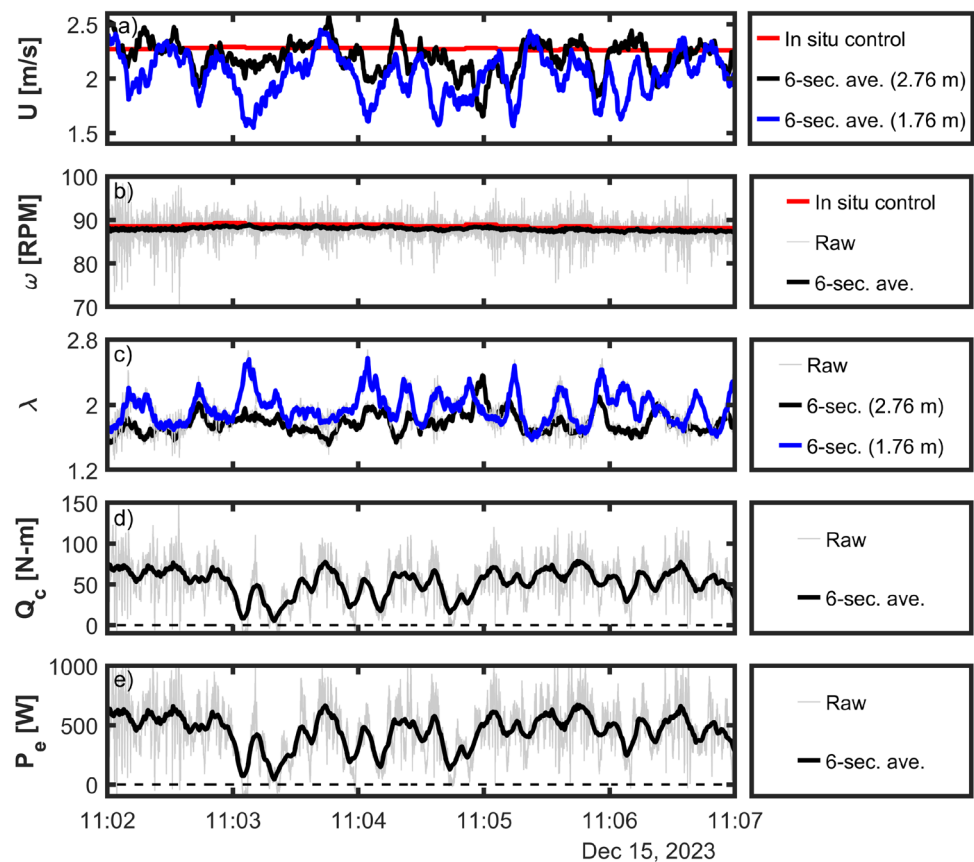 a)
2.5
2
1.5
U [m/s]
In situ control
6-sec. ave. (2.76 m)
6-sec. ave. (1.76 m)
b)
100
90
80
70
ω [RPM]
In situ control
Raw
6-sec. ave.
c)
2.8
2
1.2
λ
Raw
6-sec. (2.76 m)
6-sec. (1.76 m)
d)
150
100
50
0
Q_c [N-m]
Raw
6-sec. ave.
e)
1000
500
0
P_e [W]
Raw
6-sec. ave.
11:02 11:03 11:04 11:05 11:06 11:07
Dec 15, 2023